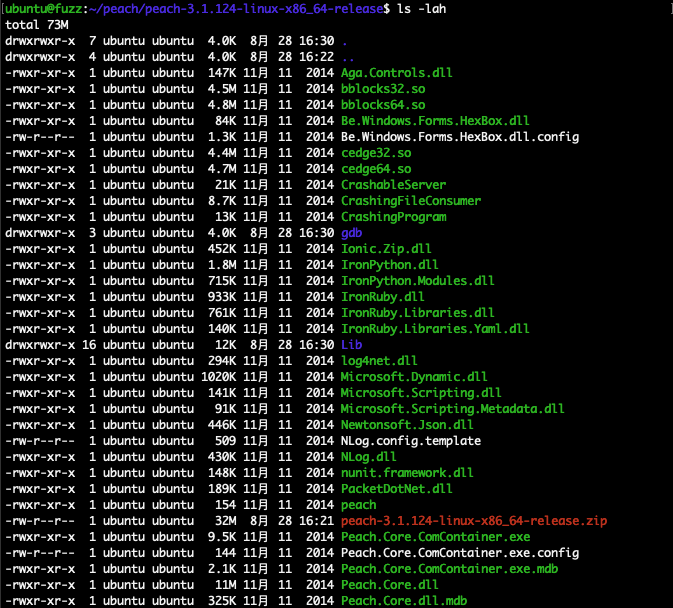 ubuntu@fuzz:~/peach/peach-3.1.124-linux-x86_64-release$ ls -lah
total 73M
drwxrwxr-x 7 ubuntu ubuntu 4.0K 8月 28 16:30 .
drwxrwxr-x 4 ubuntu ubuntu 4.0K 8月 28 16:22 ..
-rwxr-xr-x 1 ubuntu ubuntu 147K 11月 11 2014 Aga.Controls.dll
-rwxr-xr-x 1 ubuntu ubuntu 4.5M 11月 11 2014 bblocks32.so
-rwxr-xr-x 1 ubuntu ubuntu 4.8M 11月 11 2014 bblocks64.so
-rwxr-xr-x 1 ubuntu ubuntu 84K 11月 11 2014 Be.Windows.Forms.HexBox.dll
-rw-r--r-- 1 ubuntu ubuntu 1.3K 11月 11 2014 Be.Windows.Forms.HexBox.dll.config
-rwxr-xr-x 1 ubuntu ubuntu 4.4M 11月 11 2014 cedge32.so
-rwxr-xr-x 1 ubuntu ubuntu 4.7M 11月 11 2014 cedge64.so
-rwxr-xr-x 1 ubuntu ubuntu 21K 11月 11 2014 CrashableServer
-rwxr-xr-x 1 ubuntu ubuntu 8.7K 11月 11 2014 CrashingFileConsumer
-rwxr-xr-x 1 ubuntu ubuntu 13K 11月 11 2014 CrashingProgram
drwxrwxr-x 3 ubuntu ubuntu 4.0K 8月 28 16:30 gdb
-rwxr-xr-x 1 ubuntu ubuntu 452K 11月 11 2014 Ionic.Zip.dll
-rwxr-xr-x 1 ubuntu ubuntu 1.8M 11月 11 2014 IronPython.dll
-rwxr-xr-x 1 ubuntu ubuntu 715K 11月 11 2014 IronPython.Modules.dll
-rwxr-xr-x 1 ubuntu ubuntu 933K 11月 11 2014 IronRuby.dll
-rwxr-xr-x 1 ubuntu ubuntu 761K 11月 11 2014 IronRuby.Libraries.dll
-rwxr-xr-x 1 ubuntu ubuntu 140K 11月 11 2014 IronRuby.Libraries.Yaml.dll
drwxrwxr-x 16 ubuntu ubuntu 12K 8月 28 16:30 Lib
-rwxr-xr-x 1 ubuntu ubuntu 294K 11月 11 2014 log4net.dll
-rwxr-xr-x 1 ubuntu ubuntu 1020K 11月 11 2014 Microsoft.Dynamic.dll
-rwxr-xr-x 1 ubuntu ubuntu 141K 11月 11 2014 Microsoft.Scripting.dll
-rwxr-xr-x 1 ubuntu ubuntu 91K 11月 11 2014 Microsoft.Scripting.Metadata.dll
-rwxr-xr-x 1 ubuntu ubuntu 446K 11月 11 2014 Newtonsoft.Json.dll
-rw-r--r-- 1 ubuntu ubuntu 509 11月 11 2014 NLog.config.template
-rwxr-xr-x 1 ubuntu ubuntu 430K 11月 11 2014 NLog.dll
-rwxr-xr-x 1 ubuntu ubuntu 148K 11月 11 2014 nunit.framework.dll
-rwxr-xr-x 1 ubuntu ubuntu 189K 11月 11 2014 PacketDotNet.dll
-rwxr-xr-x 1 ubuntu ubuntu 154 11月 11 2014 peach
-rw-r--r-- 1 ubuntu ubuntu 32M 8月 28 16:21 peach-3.1.124-linux-x86_64-release.zip
-rwxr-xr-x 1 ubuntu ubuntu 9.5K 11月 11 2014 Peach.Core.ComContainer.exe
-rw-r--r-- 1 ubuntu ubuntu 144 11月 11 2014 Peach.Core.ComContainer.exe.config
-rwxr-xr-x 1 ubuntu ubuntu 2.1K 11月 11 2014 Peach.Core.ComContainer.exe.mdb
-rwxr-xr-x 1 ubuntu ubuntu 11M 11月 11 2014 Peach.Core.dll
-rwxr-xr-x 1 ubuntu ubuntu 325K 11月 11 2014 Peach.Core.dll.mdb